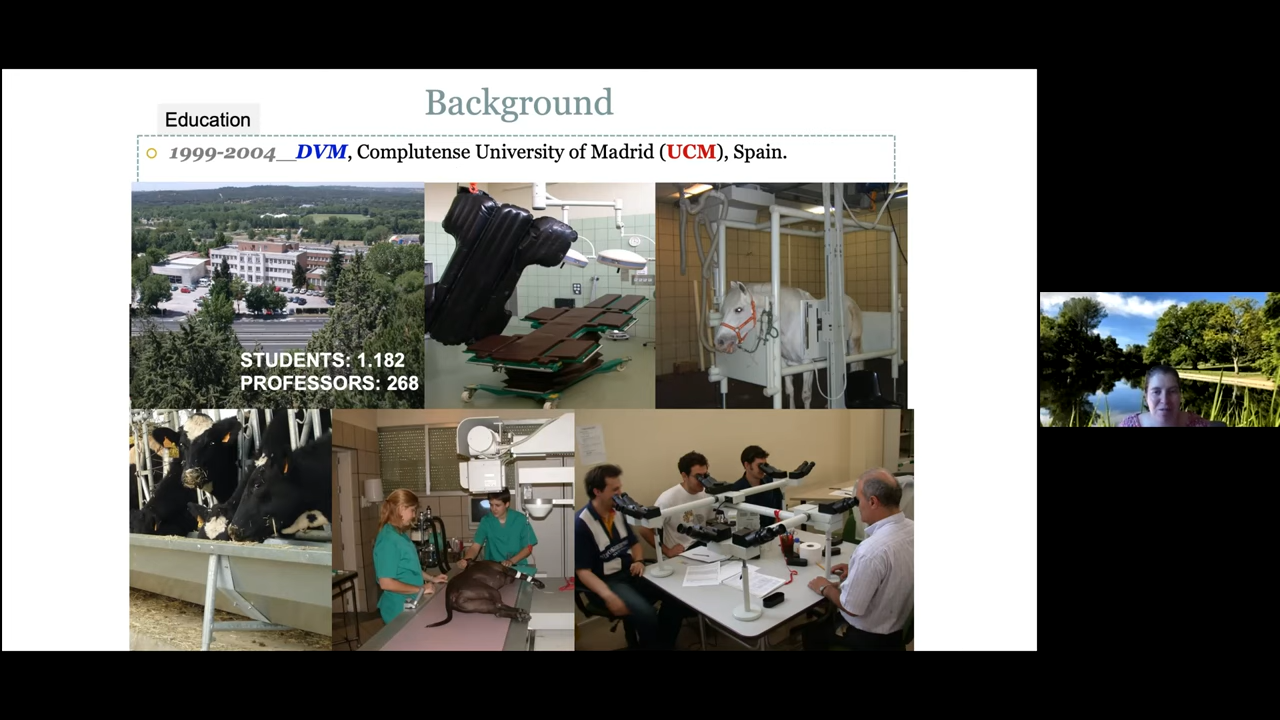 Background
Education
1999-2004__DVM, Complutense University of Madrid (UCM), Spain.
STUDENTS: 1.182
PROFESSORS: 268